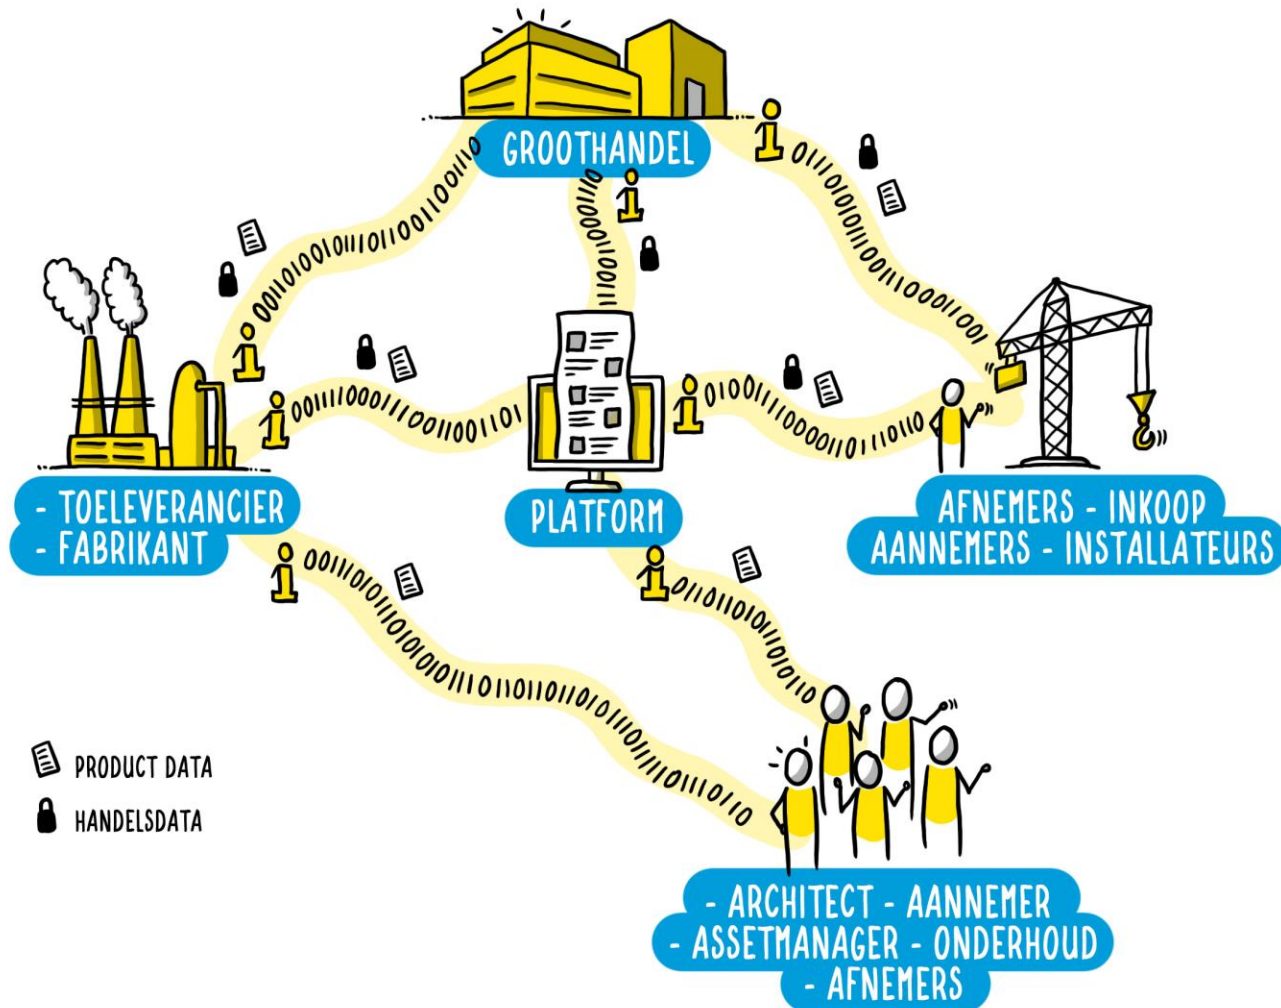 GROOTHANDEL
- TOELEVERANCIER
- FABRIKANT
PLATFORM
AFNEMERS - INKOOP
AANNEMERS - INSTALLATEURS
PRODUCT DATA
HANDELSDATA
- ARCHITECT - AANNEMER
- ASSETMANAGER - ONDERHOUD
- AFNEMERS